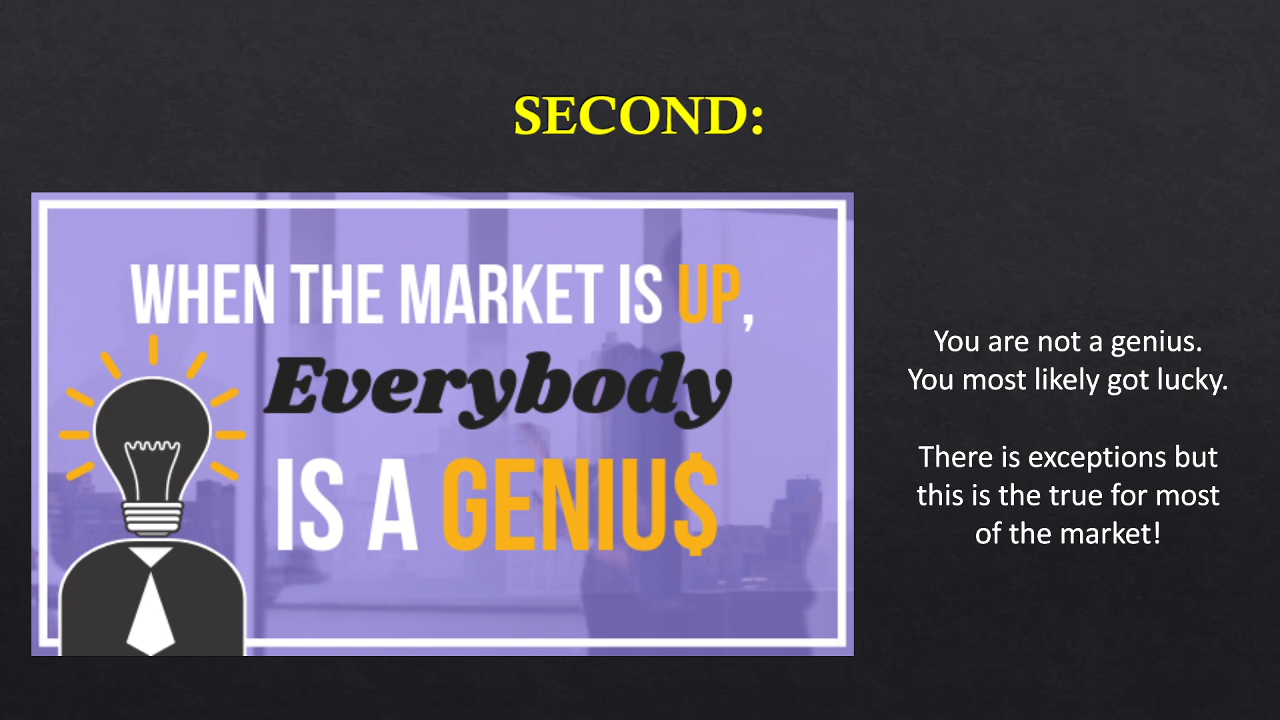 SECOND:
WHEN THE MARKET IS UP,
Everybody
IS A GENIU$
You are not a genius.
You most likely got lucky.
There is exceptions but
this is the true for most
of the market!